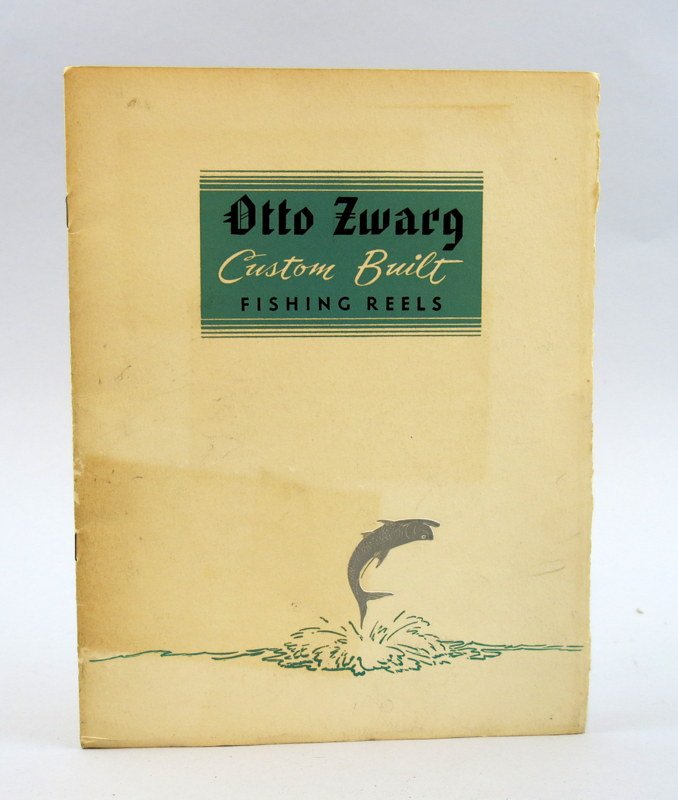 Otto Zwarg
Custom Built
FISHING REELS